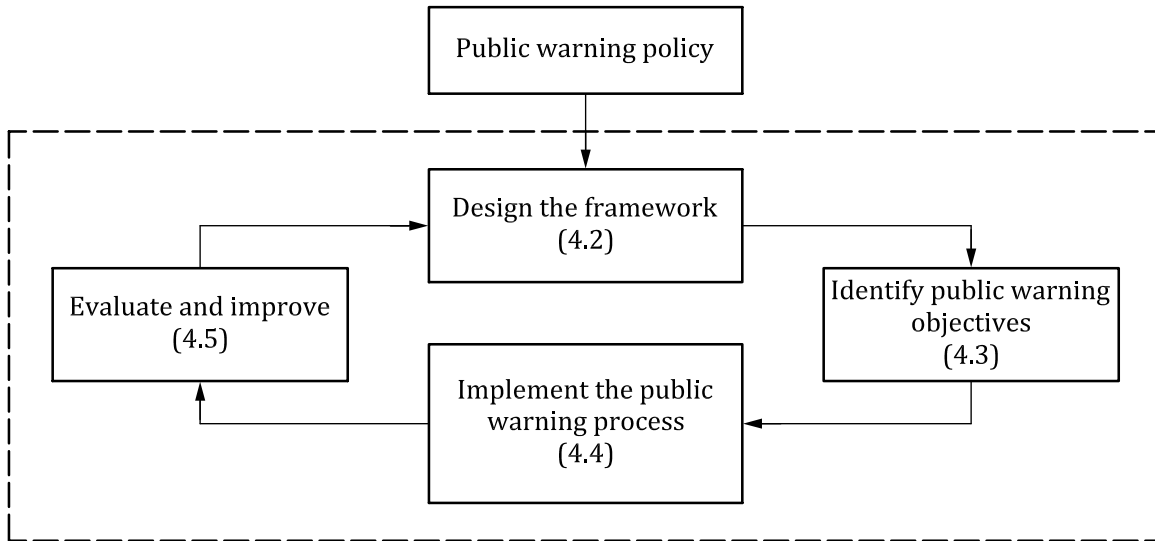 Public warning policy
Design the framework
(4.2)
Identify public warning
objectives
(4.3)
Implement the public
warning process
(4.4)
Evaluate and improve
(4.5)